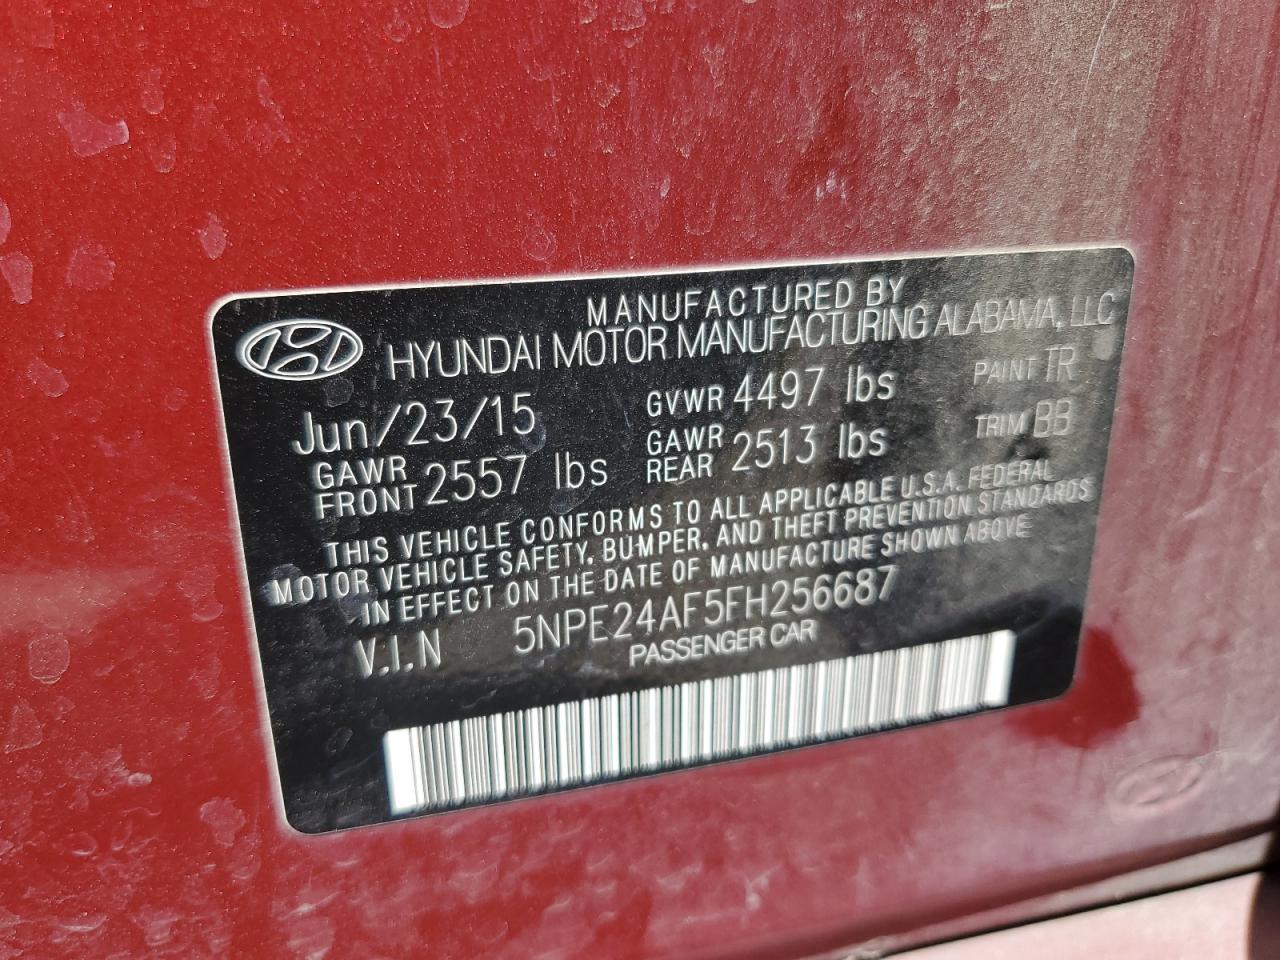 MANUFACTURED BY
HYUNDAI MOTOR MANUFACTURING ALABAMA, LLC
Jun/23/15 GVWR 4497 lbs PAINT TR
GAWR FRONT 2557 lbs GAWR REAR 2513 lbs TRIM BB
THIS VEHICLE CONFORMS TO ALL APPLICABLE U.S.A. FEDERAL
MOTOR VEHICLE SAFETY, BUMPER, AND THEFT PREVENTION STANDARDS
IN EFFECT ON THE DATE OF MANUFACTURE SHOWN ABOVE
V.I.N 5NPE24AF5FH256687
PASSENGER CAR